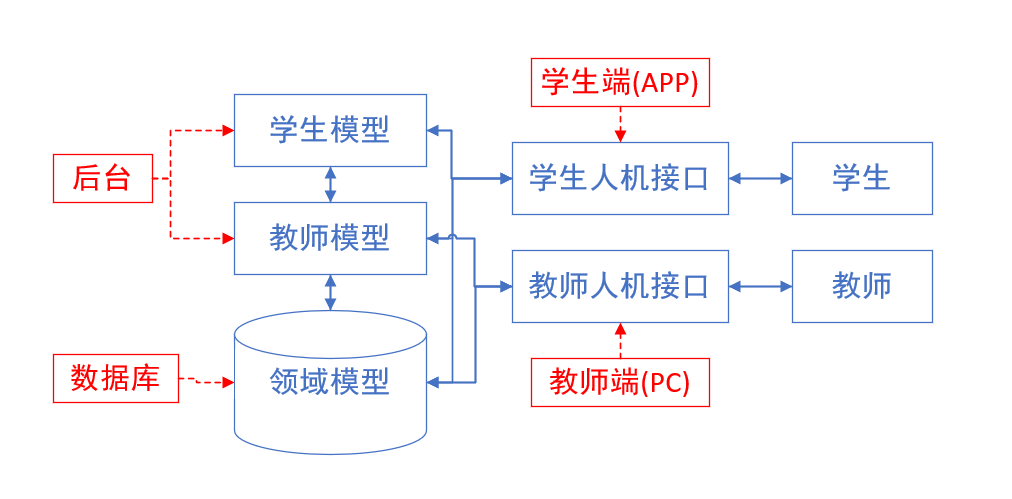 学生端(APP)
学生模型
后台
学生人机接口
学生
教师模型
教师人机接口
教师
数据库
领域模型
教师端(PC)